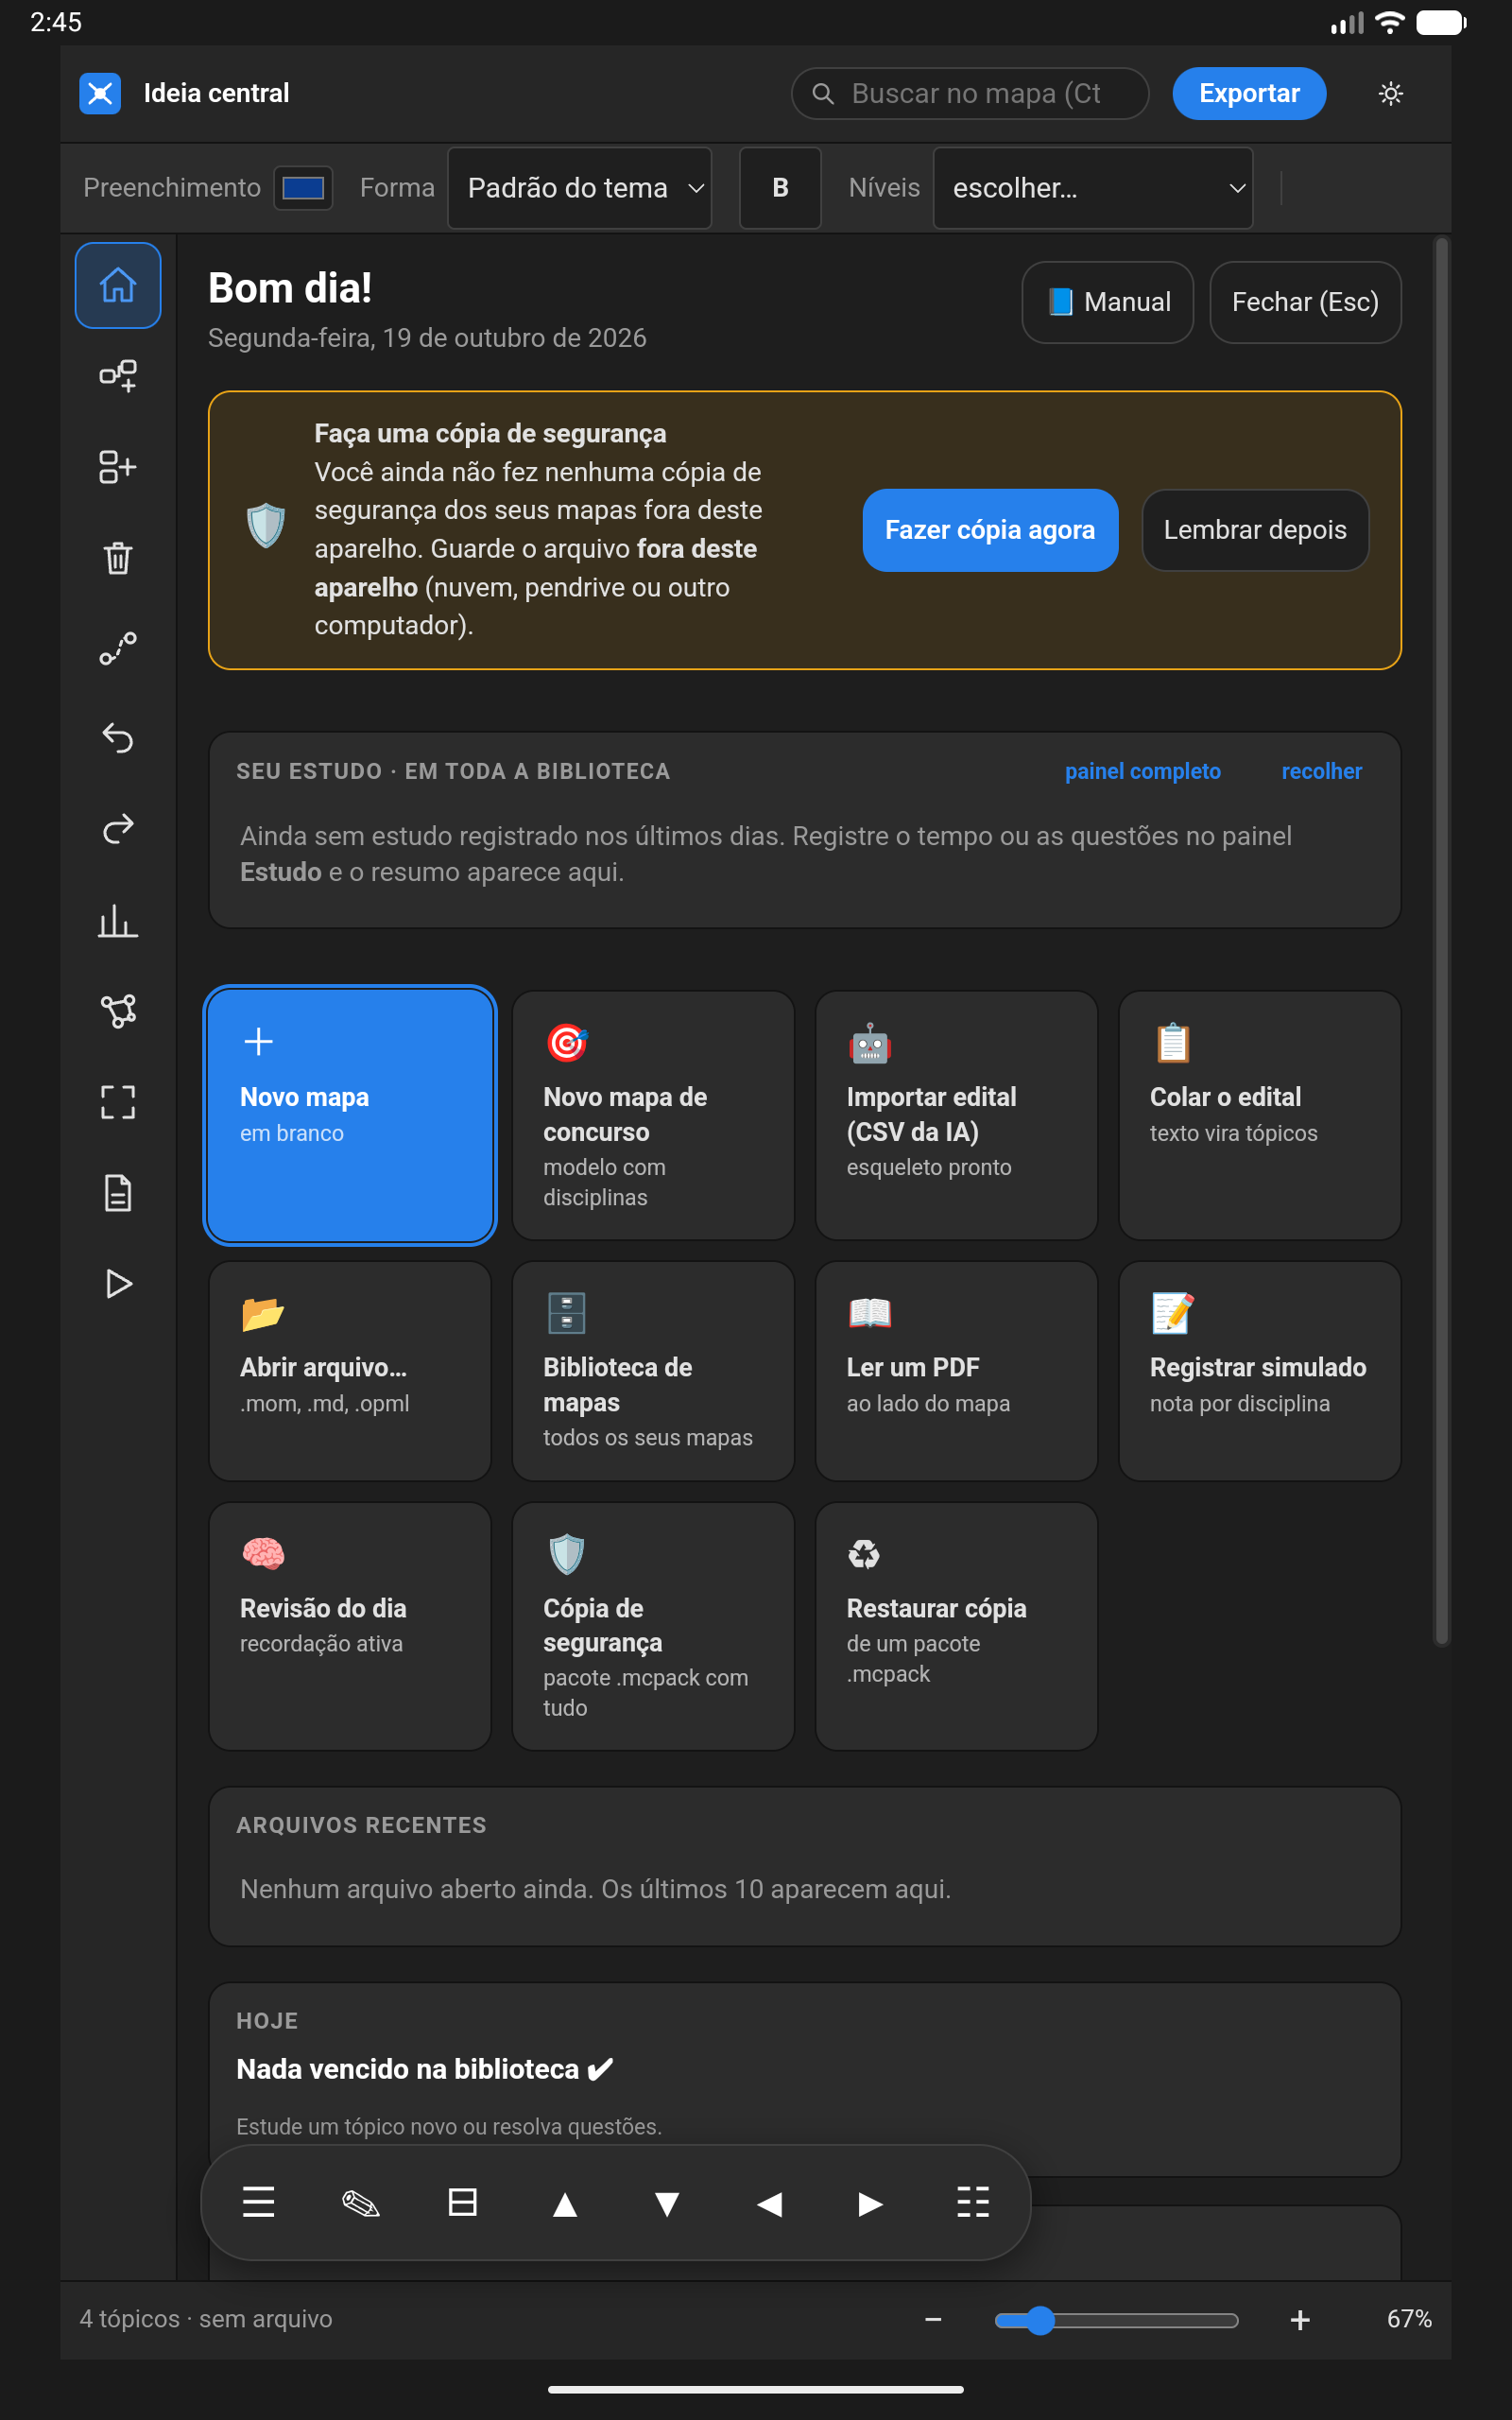 2:45
Ideia central
Buscar no mapa (Ct
Exportar
Preenchimento
Forma
Padrão do tema
B
Níveis
escolher...
Bom dia!
Segunda-feira, 19 de outubro de 2026
Manual
Fechar (Esc)
Faça uma cópia de segurança
Você ainda não fez nenhuma cópia de
segurança dos seus mapas fora deste
aparelho. Guarde o arquivo fora deste
aparelho (nuvem, pendrive ou outro
computador).
Fazer cópia agora
Lembrar depois
SEU ESTUDO · EM TODA A BIBLIOTECA
painel completo
recolher
Ainda sem estudo registrado nos últimos dias. Registre o tempo ou as questões no painel
Estudo e o resumo aparece aqui.
Novo mapa
em branco
Novo mapa de
concurso
modelo com
disciplinas
Importar edital
(CSV da IA)
esqueleto pronto
Colar o edital
texto vira tópicos
Abrir arquivo...
.mom, .md, .opml
Biblioteca de
mapas
todos os seus mapas
Ler um PDF
ao lado do mapa
Registrar simulado
nota por disciplina
Revisão do dia
recordação ativa
Cópia de
segurança
pacote .mcpack com
tudo
Restaurar cópia
de um pacote
.mcpack
ARQUIVOS RECENTES
Nenhum arquivo aberto ainda. Os últimos 10 aparecem aqui.
HOJE
Nada vencido na biblioteca ✔
Estude um tópico novo ou resolva questões.
4 tópicos · sem arquivo
67%